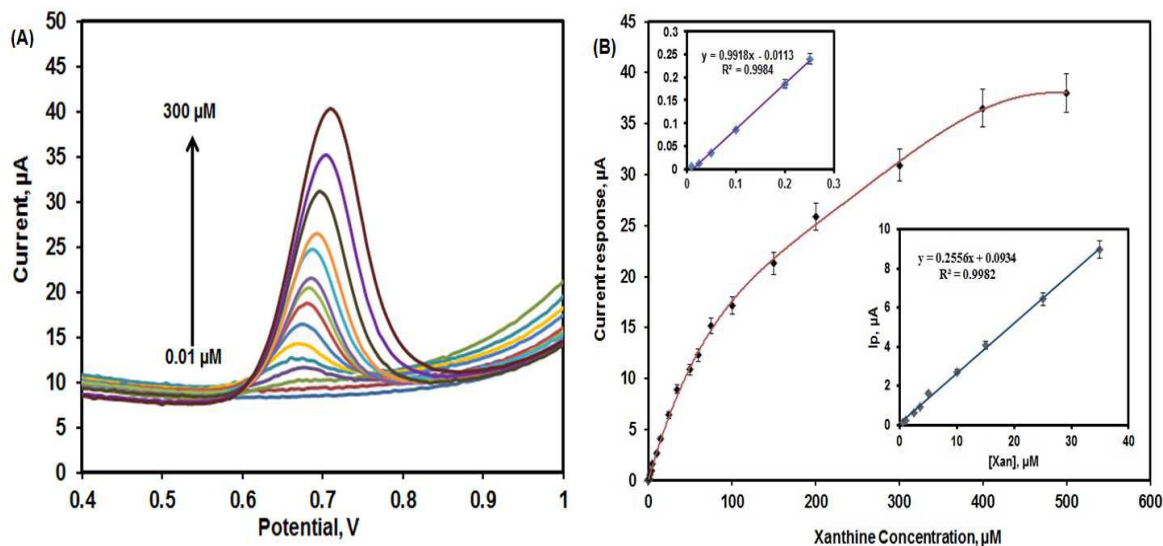 (A)
50
45
40
35
30
25
20
15
10
5
0
Current, µA
300 µM
0.01 µM
0.4 0.5 0.6 0.7 0.8 0.9 1
Potential, V
(B)
45
40
35
30
25
20
15
10
5
0
Current response, µA
0.3
0.25
0.2
0.15
0.1
0.05
0
y = 0.9918x - 0.0113
R² = 0.9984
0 0.1 0.2 0.3
10
8
6
4
2
0
Ip, µA
y = 0.2556x + 0.0934
R² = 0.9982
0 10 20 30 40
[Xan], µM
0 100 200 300 400 500 600
Xanthine Concentration, µM